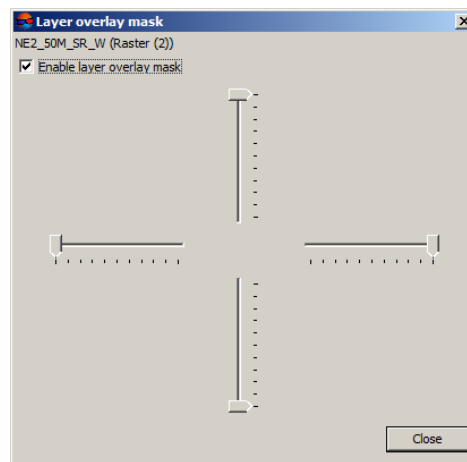 Layer overlay mask
NE2_50M_SR_W (Raster (2))
Enable layer overlay mask
Close